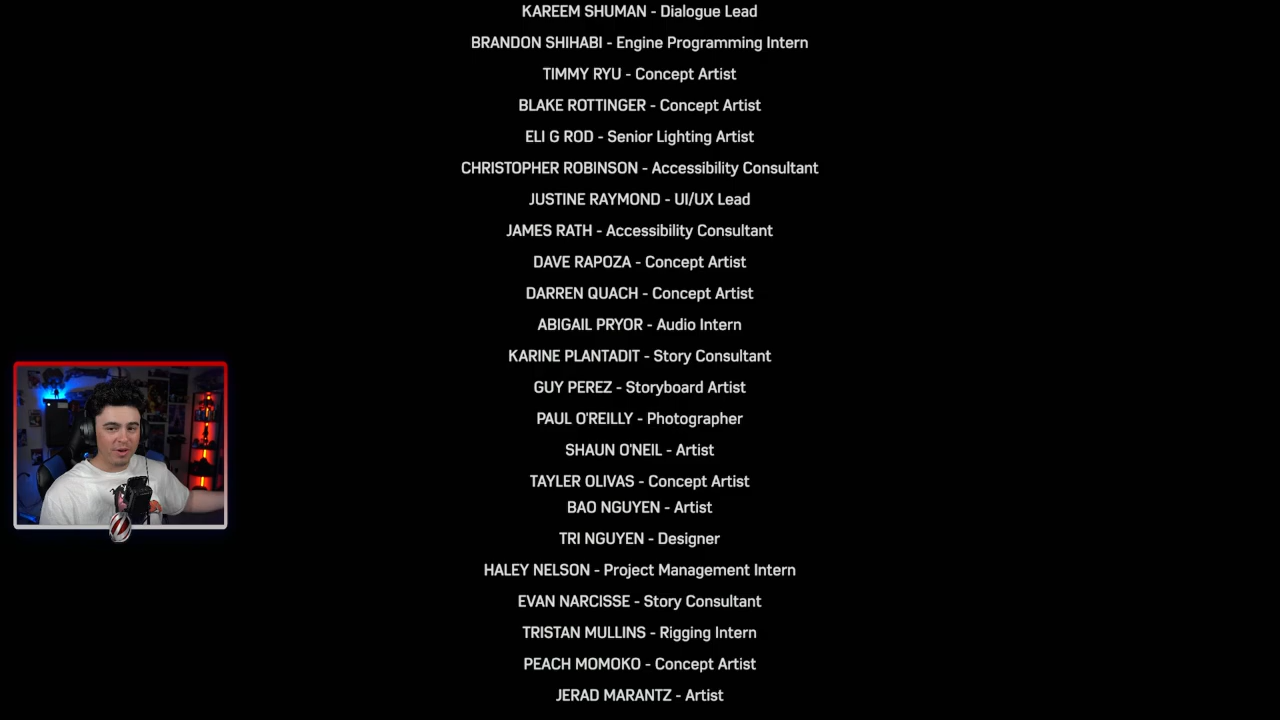 KAREEM SHUMAN - Dialogue Lead
BRANDON SHIHABI - Engine Programming Intern
TIMMY RYU - Concept Artist
BLAKE ROTTINGER - Concept Artist
ELI G ROD - Senior Lighting Artist
CHRISTOPHER ROBINSON - Accessibility Consultant
JUSTINE RAYMOND - UI/UX Lead
JAMES RATH - Accessibility Consultant
DAVE RAPOZA - Concept Artist
DARREN QUACH - Concept Artist
ABIGAIL PRYOR - Audio Intern
KARINE PLANTADIT - Story Consultant
GUY PEREZ - Storyboard Artist
PAUL O'REILLY - Photographer
SHAUN O'NEIL - Artist
TAYLER OLIVAS - Concept Artist
BAO NGUYEN - Artist
TRI NGUYEN - Designer
HALEY NELSON - Project Management Intern
EVAN NARCISSE - Story Consultant
TRISTAN MULLINS - Rigging Intern
PEACH MOMOKO - Concept Artist
JERAD MARANTZ - Artist